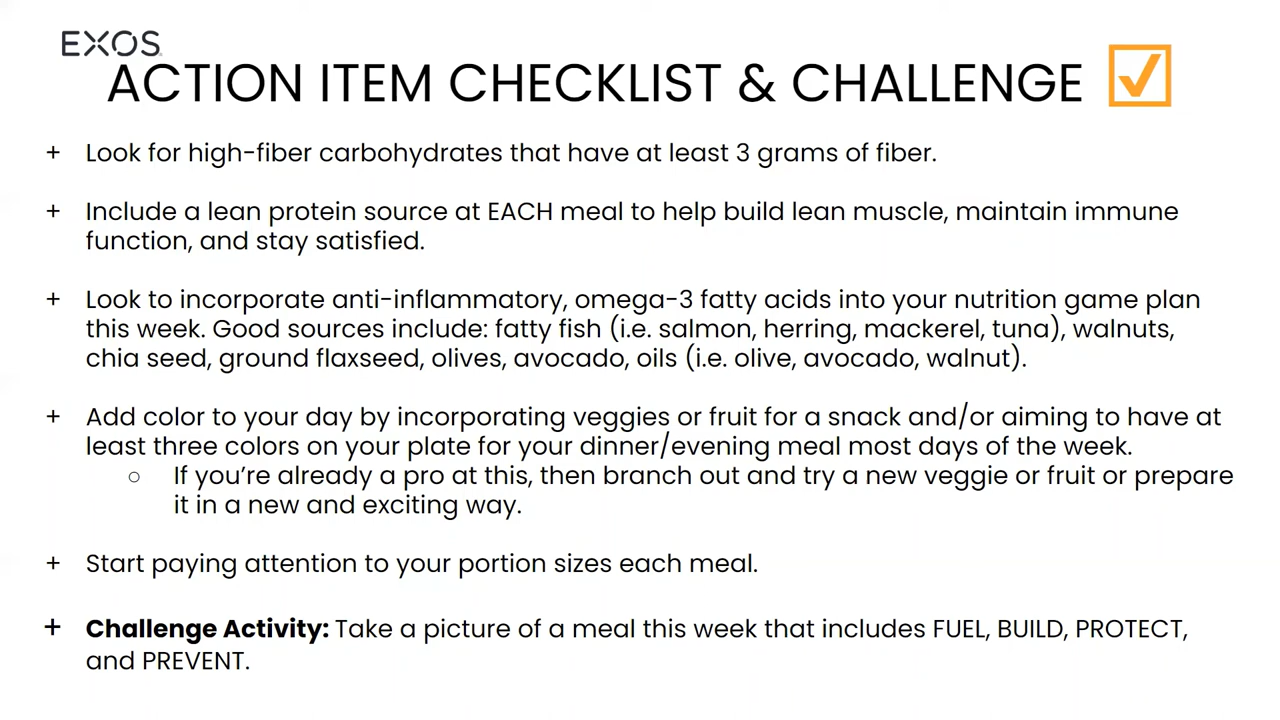 EXOS
ACTION ITEM CHECKLIST & CHALLENGE
+ Look for high-fiber carbohydrates that have at least 3 grams of fiber.
+ Include a lean protein source at EACH meal to help build lean muscle, maintain immune
function, and stay satisfied.
+ Look to incorporate anti-inflammatory, omega-3 fatty acids into your nutrition game plan
this week. Good sources include: fatty fish (i.e. salmon, herring, mackerel, tuna), walnuts,
chia seed, ground flaxseed, olives, avocado, oils (i.e. olive, avocado, walnut).
+ Add color to your day by incorporating veggies or fruit for a snack and/or aiming to have at
least three colors on your plate for your dinner/evening meal most days of the week.
○ If you’re already a pro at this, then branch out and try a new veggie or fruit or prepare
it in a new and exciting way.
+ Start paying attention to your portion sizes each meal.
+ Challenge Activity: Take a picture of a meal this week that includes FUEL, BUILD, PROTECT,
and PREVENT.